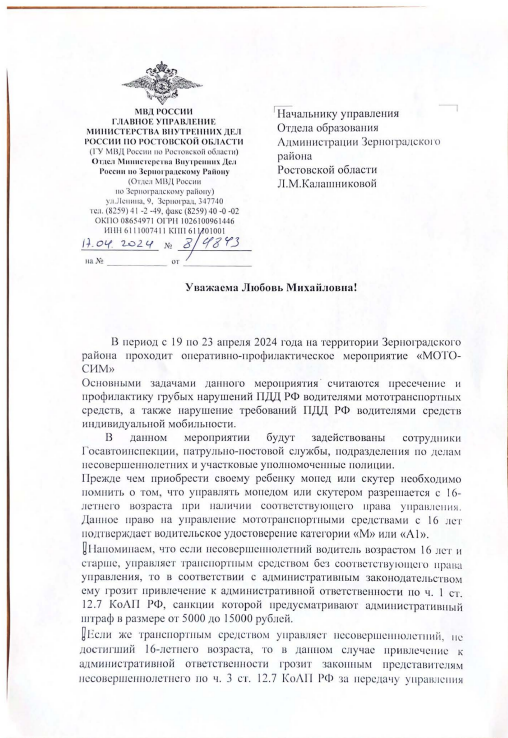 МВД РОССИИ
ГЛАВНОЕ УПРАВЛЕНИЕ
МИНИСТЕРСТВА ВНУТРЕННИХ ДЕЛ
РОССИИ ПО РОСТОВСКОЙ ОБЛАСТИ
(ГУ МВД России по Ростовской области)
Отдел Министерства Внутренних Дел
России по Зерноградскому Району
(Отдел МВД России
по Зерноградскому району)
ул.Ленина, 9, Зерноград, 347740
тел. (8259) 41 -2 -49, факс (8259) 40 -0 -02
ОКПО 08654971 ОГРН 1026100961446
ИНН 6111007411 КПП 611101001
17.04.2024 № 8/4843
на № от
Начальнику управления
Отдела образования
Администрации Зерноградского
района
Ростовской области
Л.М.Калашниковой
Уважаема Любовь Михайловна!
В период с 19 по 23 апреля 2024 года на территории Зерноградского
района проходит оперативно-профилактическое мероприятие «МОТО-
СИМ»
Основными задачами данного мероприятия считаются пресечение и
профилактику грубых нарушений ПДД РФ водителями мототранспортных
средств, а также нарушение требований ПДД РФ водителями средств
индивидуальной мобильности.
В данном мероприятии будут задействованы сотрудники
Госавтоинспекции, патрульно-постовой службы, подразделения по делам
несовершеннолетних и участковые уполномоченные полиции.
Прежде чем приобрести своему ребенку мопед или скутер необходимо
помнить о том, что управлять мопедом или скутером разрешается с 16-
летнего возраста при наличии соответствующего права управления.
Данное право на управление мототранспортными средствами с 16 лет
подтверждает водительское удостоверение категории «М» или «А1».
Напоминаем, что если несовершеннолетний водитель возрастом 16 лет и
старше, управляет транспортным средством без соответствующего права
управления, то в соответствии с административным законодательством
ему грозит привлечение к административной ответственности по ч. 1 ст.
12.7 КоАП РФ, санкции которой предусматривают административный
штраф в размере от 5000 до 15000 рублей.
Если же транспортным средством управляет несовершеннолетний, не
достигший 16-летнего возраста, то в данном случае привлечение к
административной ответственности грозит законным представителям
несовершеннолетнего по ч. 3 ст. 12.7 КоАП РФ за передачу управления